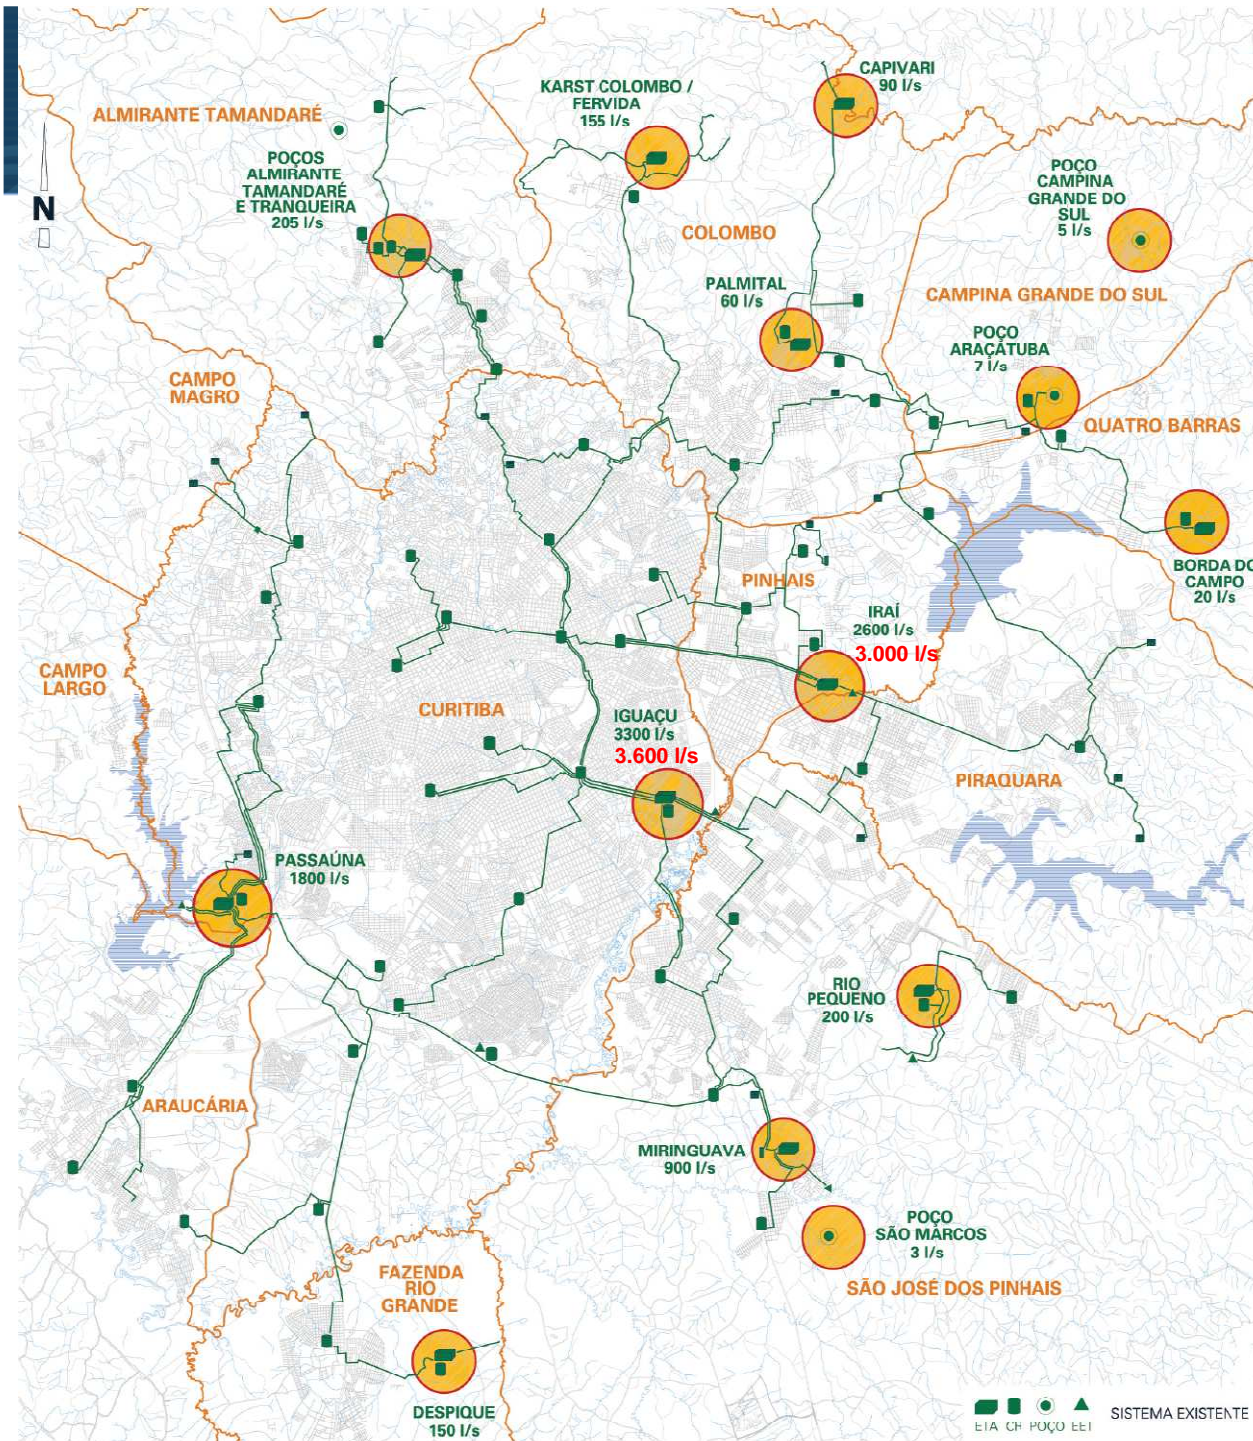 CAPIVARI
90 l/s
KARST COLOMBO /
FERVIDA
155 l/s
ALMIRANTE TAMANDARÉ
POÇOS
ALMIRANTE
TAMANDARÉ
E TRANQUEIRA
205 l/s
N
POÇO
CAMPINA
GRANDE DO
SUL
5 l/s
COLOMBO
PALMITAL
60 l/s
CAMPINA GRANDE DO SUL
POÇO
ARAÇATUBA
7 l/s
CAMPO
MAGRO
QUATRO BARRAS
BORDA DO
CAMPO
20 l/s
PINHAIS
IRAÍ
2600 l/s
3.000 l/s
CAMPO
LARGO
CURITIBA
IGUAÇU
3300 l/s
3.600 l/s
PIRAQUARA
PASSAÚNA
1800 l/s
RIO
PEQUENO
200 l/s
ARAUCÁRIA
MIRINGUAVA
900 l/s
POÇO
SÃO MARCOS
3 l/s
FAZENDA
RIO
GRANDE
SÃO JOSÉ DOS PINHAIS
DESPIQUE
150 l/s
ETA CR POÇO EET SISTEMA EXISTENTE